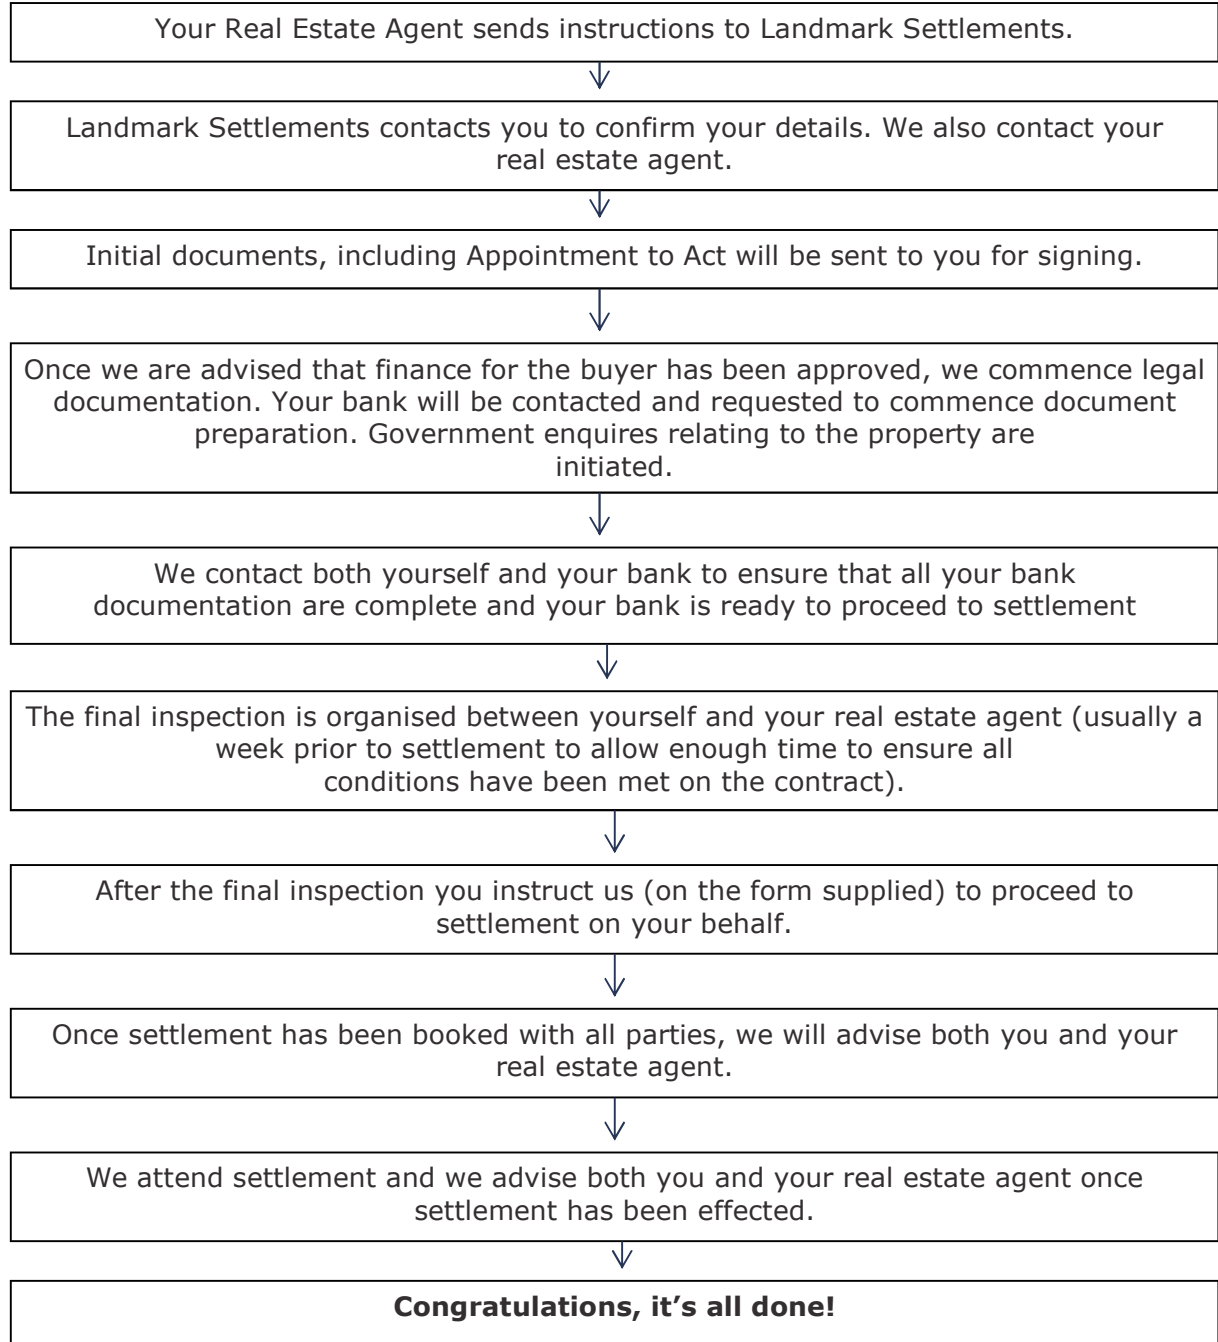 Your Real Estate Agent sends instructions to Landmark Settlements.
Landmark Settlements contacts you to confirm your details. We also contact your
real estate agent.
Initial documents, including Appointment to Act will be sent to you for signing.
Once we are advised that finance for the buyer has been approved, we commence legal
documentation. Your bank will be contacted and requested to commence document
preparation. Government enquires relating to the property are
initiated.
We contact both yourself and your bank to ensure that all your bank
documentation are complete and your bank is ready to proceed to settlement
The final inspection is organised between yourself and your real estate agent (usually a
week prior to settlement to allow enough time to ensure all
conditions have been met on the contract).
After the final inspection you instruct us (on the form supplied) to proceed to
settlement on your behalf.
Once settlement has been booked with all parties, we will advise both you and your
real estate agent.
We attend settlement and we advise both you and your real estate agent once
settlement has been effected.
Congratulations, it’s all done!